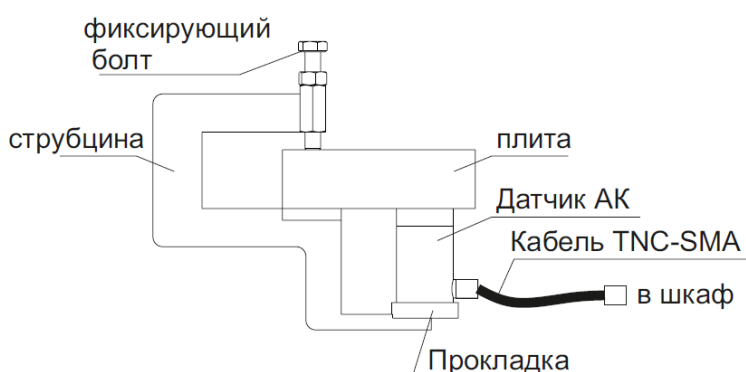 фиксирующий
болт
струбцина
плита
Датчик АК
Кабель TNC-SMA
в шкаф
Прокладка